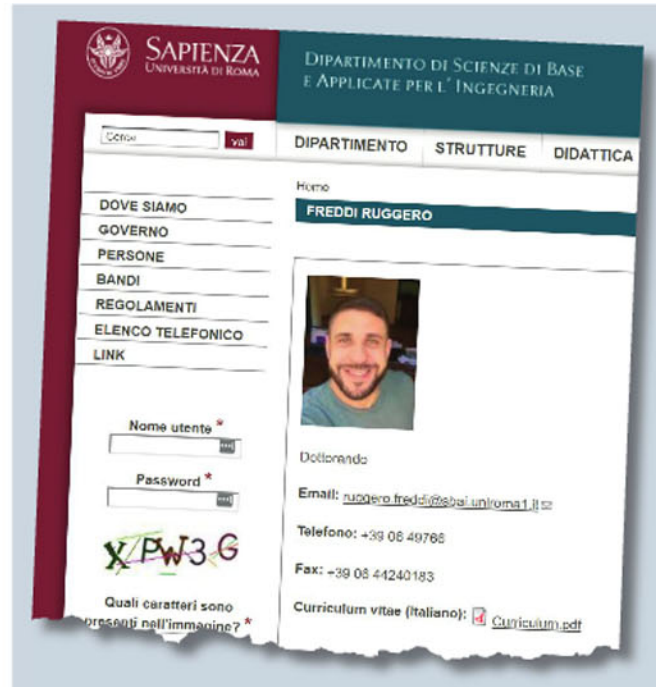 SAPIENZA
UNIVERSITÀ DI ROMA
DIPARTIMENTO DI SCIENZE DI BASE
E APPLICATE PER L' INGEGNERIA
Cerca
vai
DIPARTIMENTO STRUTTURE DIDATTICA
Home
FREDDI RUGGERO
DOVE SIAMO
GOVERNO
PERSONE
BANDI
REGOLAMENTI
ELENCO TELEFONICO
LINK
Nome utente *
Password *
XPW3G
Quali caratteri sono
presenti nell'immagine? *
Dottorando
Email: ruggero.freddi@sbai.uniroma1.it
Telefono: +39 06 49766
Fax: +39 06 44240183
Curriculum vitae (italiano): Curriculum.pdf